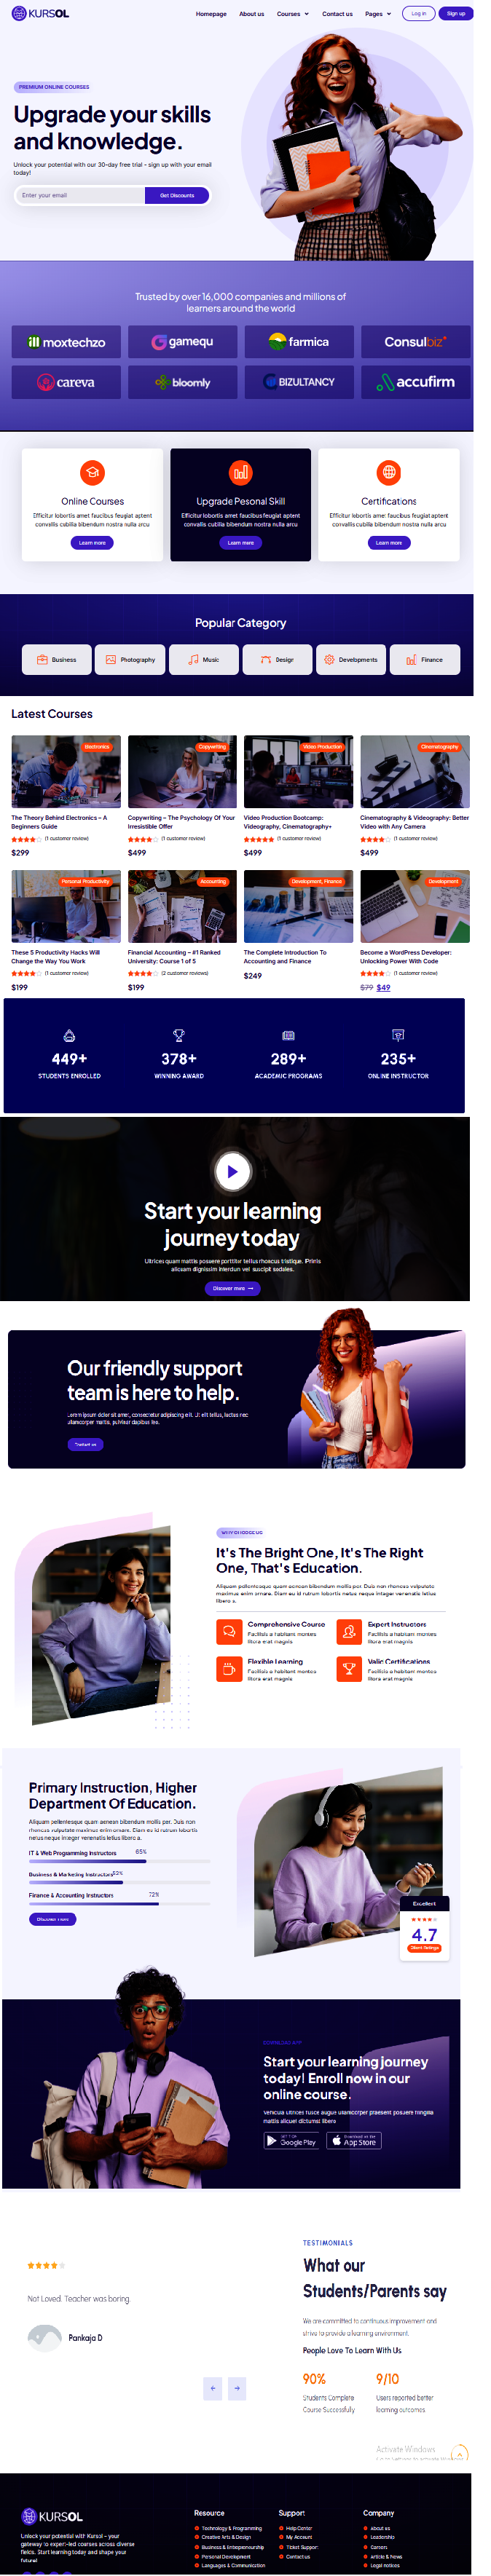 KURSOL
Homepage About us Courses Contact us Pages Log in Sign up
PREMIUM ONLINE COURSES
Upgrade your skills
and knowledge.
Unlock your potential with our 30-day free trial - sign up with your email
today!
Enter your email Get Discounts
Trusted by over 16,000 companies and millions of
learners around the world
moxtechzo gamequ farmica Consulbiz
careva bloomly BIZULTANCY accufirm
Online Courses
Efficitur lobortis amet faucibus feugiat aptent
convallis cubilia bibendum nostra nulla arcu
Learn more
Upgrade Pesonal Skill
Efficitur lobortis amet faucibus feugiat aptent
convallis cubilia bibendum nostra nulla arcu
Learn more
Certifications
Efficitur lobortis amet faucibus feugiat aptent
convallis cubilia bibendum nostra nulla arcu
Learn more
Popular Category
Business Photography Music Design Developments Finance
Latest Courses
Electronics
The Theory Behind Electronics – A
Beginners Guide
(1 customer review)
$299
Copywriting
Copywriting – The Psychology Of Your
Irresistible Offer
(1 customer review)
$499
Video Production
Video Production Bootcamp:
Videography, Cinematography+
(1 customer review)
$499
Cinematography
Cinematography & Videography: Better
Video with Any Camera
(1 customer review)
$499
Personal Productivity
These 5 Productivity Hacks Will
Change the Way You Work
(1 customer review)
$199
Accounting
Financial Accounting – #1 Ranked
University: Course 1 of 5
(2 customer reviews)
$199
Development, Finance
The Complete Introduction To
Accounting and Finance
$249
Development
Become a WordPress Developer:
Unlocking Power With Code
(1 customer review)
$79 $49
449+
STUDENTS ENROLLED
378+
WINNING AWARD
289+
ACADEMIC PROGRAMS
235+
ONLINE INSTRUCTOR
Start your learning
journey today
Ultrices quam mattis posuere porttitor tellus rhoncus tristique. Primis
aliquam dignissim interdum vel suscipit sodales.
Discover more →
Our friendly support
team is here to help.
Lorem ipsum dolor sit amet, consectetur adipiscing elit. Ut elit tellus, luctus nec
ullamcorper mattis, pulvinar dapibus leo.
Contact us
WHY CHOOSE US
It's The Bright One, It's The Right
One, That's Education.
Aliquam pellentesque quam aenean bibendum mollis per. Duis non rhoncus vulputate
maximus enim ornare. Diam eu id rutrum lobortis netus neque integer venenatis letius
libero a.
Comprehensive Course
Facilisis a habitant montes
litora erat magnis
Expert Instructors
Facilisis a habitant montes
litora erat magnis
Flexible Learning
Facilisis a habitant montes
litora erat magnis
Valic Certifications
Facilisis a habitant montes
litora erat magnis
Primary Instruction, Higher
Department Of Education.
Aliquam pellentesque quam aenean bibendum mollis per. Duis non
rhoncus vulputate maximus enim ornare. Diam eu id rutrum lobortis
netus neque integer venenatis letius libero a.
IT & Web Programming Instructors 65%
Business & Marketing Instructors 52%
Finance & Accounting Instructors 72%
Discover more
Excellent
4.7
Client Ratings
DOWNLOAD APP
Start your learning journey
today! Enroll now in our
online course.
Vehicula ultrices fusce augue ullamcorper praesent posuere fringilla
mattis aliquet dictumst libero
GET IT ON
Google Play
Download on the
App Store
Not Loved. Teacher was boring.
Pankaja D
TESTIMONIALS
What our
Students/Parents say
We are committed to continuous improvement and
strive to provide a learning environment.
People Love To Learn With Us
90%
Students Complete
Course Successfully
9/10
Users reported better
learning outcomes
Activate Windows
KURSOL
Unlock your potential with Kursol – your
gateway to expert-led courses across diverse
fields. Start learning today and shape your
future!
Resource
Technology & Programming
Creative Arts & Design
Business & Entrepreneurship
Personal Development
Languages & Communication
Support
Help Center
My Account
Ticket Support
Contact us
Company
About us
Leadership
Careers
Article & News
Legal notices